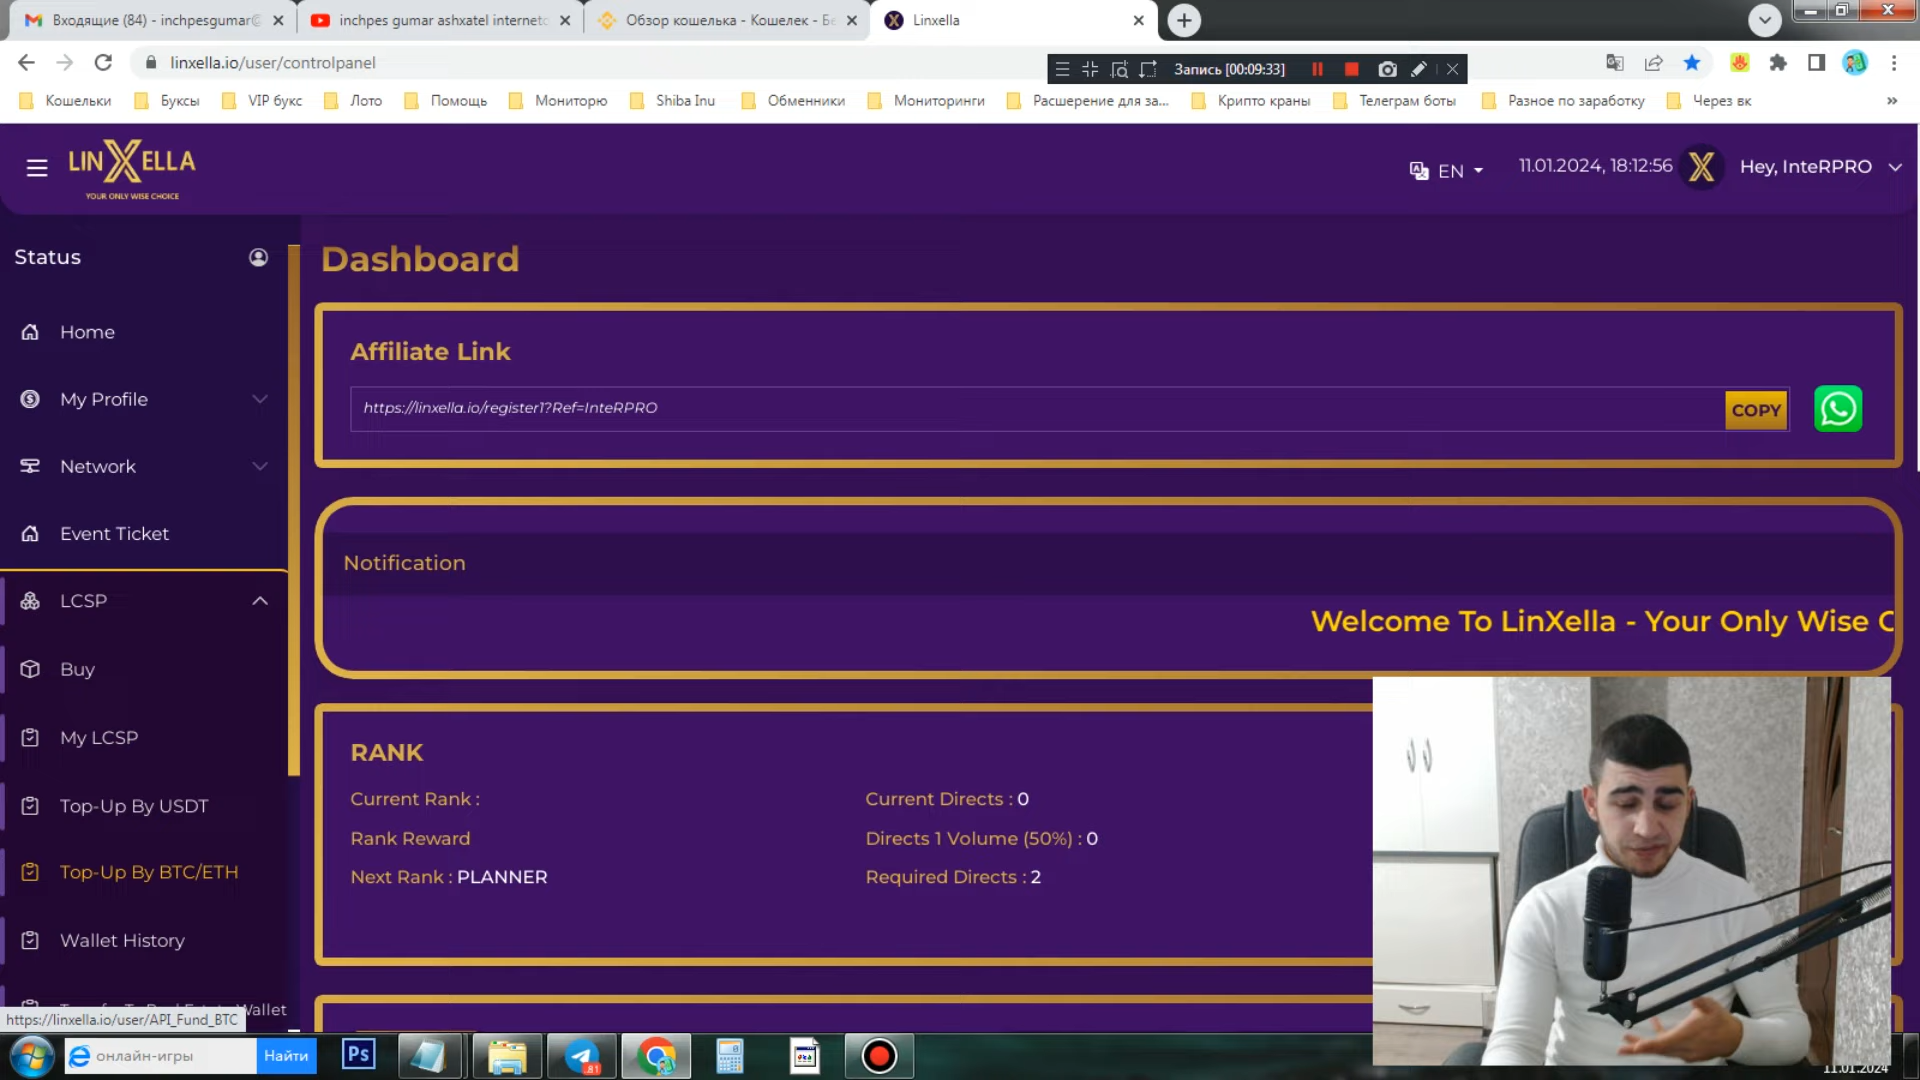 Входящие (84) - inchpesgumar@
inchpes gumar ashxatel internetc
Обзор кошелька - Кошелек - Бе
Linxella
linxella.io/user/controlpanel
Запись [00:09:33]
Кошельки
Буксы
VIP букс
Лото
Помощь
Мониторю
Shiba Inu
Обменники
Мониторинги
Расшерение для за...
Крипто краны
Телеграм боты
Разное по заработку
Через вк
»
LINXELLA
YOUR ONLY WISE CHOICE
EN
11.01.2024, 18:12:56
Hey, InteRPRO
Status
Home
My Profile
Network
Event Ticket
LCSP
Buy
My LCSP
Top-Up By USDT
Top-Up By BTC/ETH
Wallet History
Wallet
https://linxella.io/user/API_Fund_BTC
Dashboard
Affiliate Link
https://linxella.io/register1?Ref=InteRPRO
COPY
Notification
Welcome To LinXella - Your Only Wise C
RANK
Current Rank :
Current Directs : 0
Rank Reward
Directs 1 Volume (50%) : 0
Next Rank : PLANNER
Required Directs : 2
онлайн-игры
Найти
Ps
81
11.01.2024